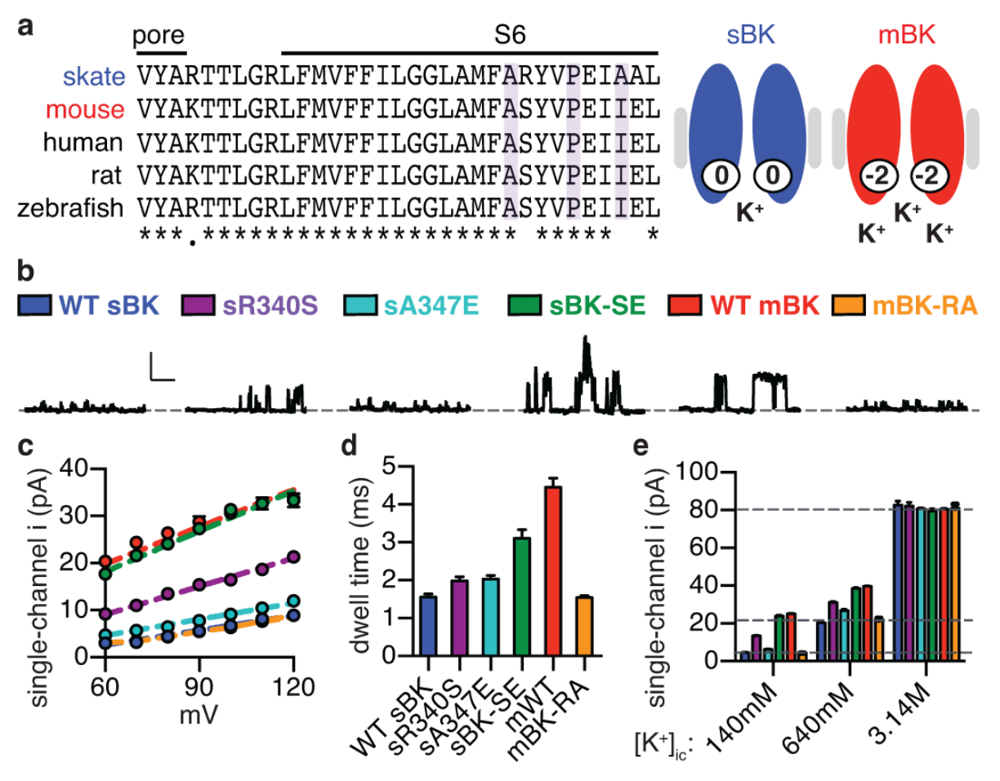 a
pore
S6
sBK
mBK
skate VYARTTLGRLFMVFFILGGLAMFARYVPEIAAL
mouse VYAKTTLGRLFMVFFILGGLAMFASYVPEIIEL
human VYAKTTLGRLFMVFFILGGLAMFASYVPEIIEL
rat VYAKTTLGRLFMVFFILGGLAMFASYVPEIIEL
zebrafish VYARTTLGRLFMVFFILGGLAMFASYVPEIIEL
***.******************** ***** *
0 0
K+
-2 -2
K+
K+ K+
b
WT sBK sR340S sA347E sBK-SE WT mBK mBK-RA
c
single-channel i (pA)
40
30
20
10
0
60 90 120
mV
d
dwell time (ms)
5
4
3
2
1
0
WT sBK
sR340S
sA347E
sBK-SE
mWT
mBK-RA
e
single-channel i (pA)
100
80
60
40
20
0
[K+]ic: 140mM 640mM 3.14M